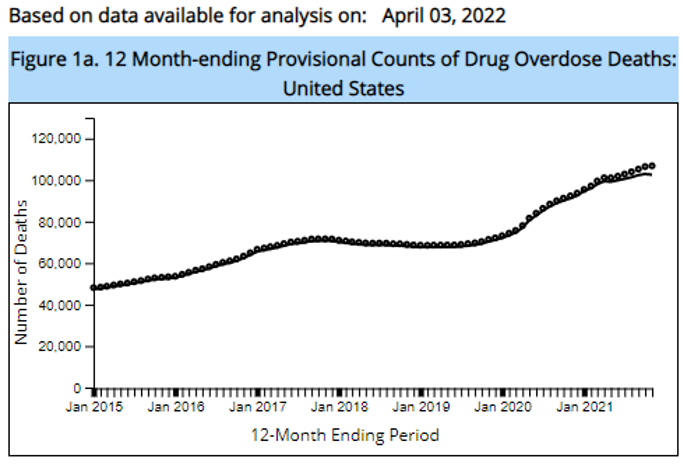 Based on data available for analysis on: April 03, 2022
Figure 1a. 12 Month-ending Provisional Counts of Drug Overdose Deaths:
United States
Number of Deaths
120,000
100,000
80,000
60,000
40,000
20,000
0
Jan 2015 Jan 2016 Jan 2017 Jan 2018 Jan 2019 Jan 2020 Jan 2021
12-Month Ending Period